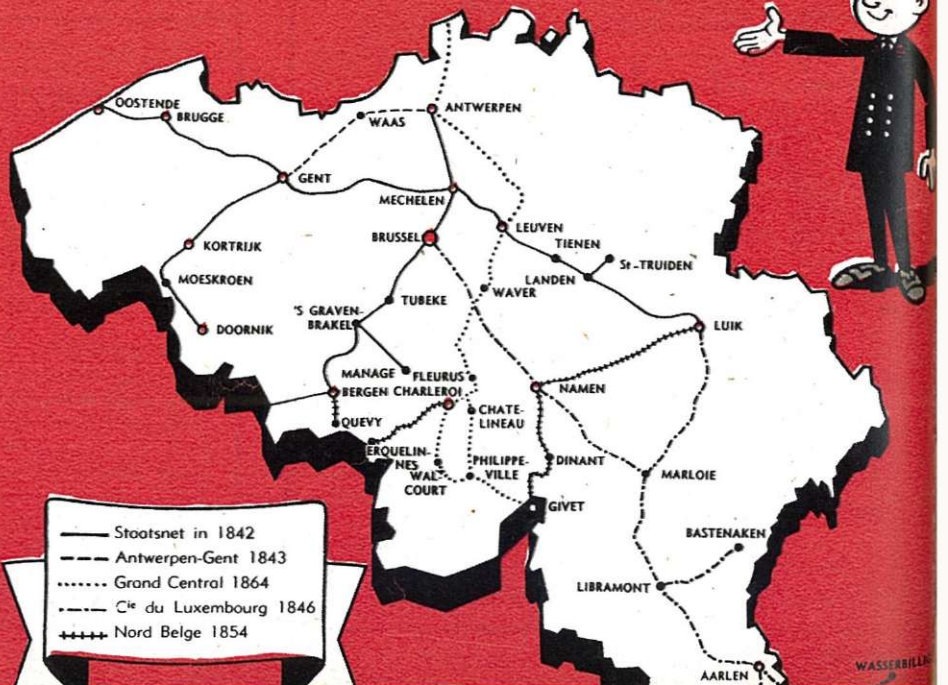 OOSTENDE
BRUGGE
WAAS
ANTWERPEN
GENT
MECHELEN
BRUSSEL
LEUVEN
TIENEN
LANDEN
St-TRUIDEN
KORTRIJK
MOESKROEN
DOORNIK
TUBEKE
WAVER
'S GRAVEN-
BRAKEL
LUIK
MANAGE
FLEURUS
NAMEN
BERGEN
CHARLEROI
CHATE-
LINEAU
QUEVY
ERQUELIN-
NES
WAL-
COURT
PHILIPPE-
VILLE
DINANT
MARLOIE
GIVET
BASTENAKEN
LIBRAMONT
AARLEN
Staatsnet in 1842
Antwerpen-Gent 1843
Grand Central 1864
Cie du Luxembourg 1846
Nord Belge 1854